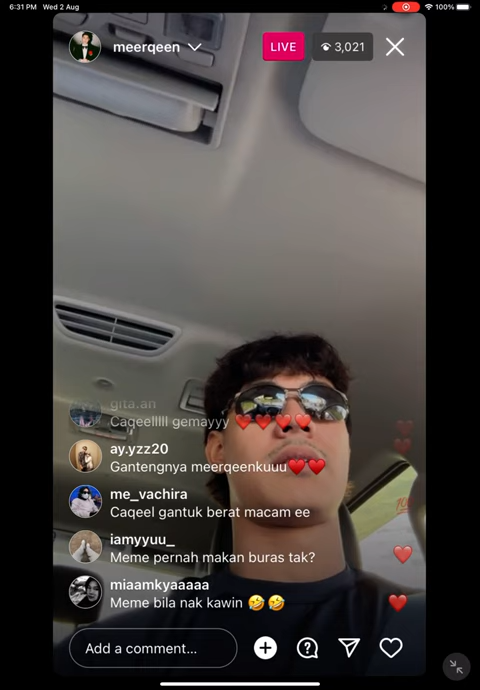 6:31 PM Wed 2 Aug 100%
meerqeen LIVE 3,021
gita.an
Caqeelllll gemayyy ❤️❤️❤️❤️
ay.yzz20
Gantengnya meerqeenkuuu❤️❤️
me_vachira
Caqeel gantuk berat macam ee
iamyyuu_
Meme pernah makan buras tak?
miaamkyaaaaa
Meme bila nak kawin 🤣🤣
Add a comment...
💯